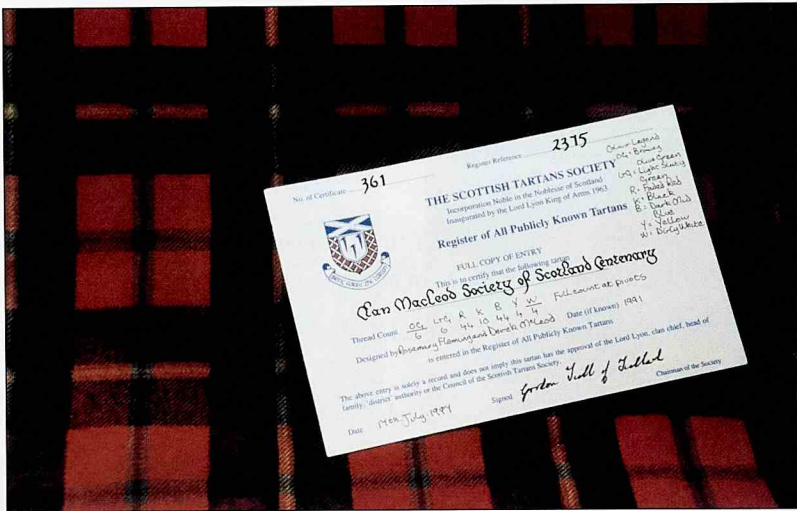 No. of Certificate 361
Register Reference 2375
THE SCOTTISH TARTANS SOCIETY
Incorporation Noble in the Noblesse of Scotland
Inaugurated by the Lord Lyon King of Arms 1963
Register of All Publicly Known Tartans
Colour Legend
OG = Browny
Olive Green
LTG = Light Slatey
Green
R = Faded Red
K = Black
B = Dark Mid
Blue
Y = Yellow
W = Dirty White
FULL COPY OF ENTRY
This is to certify that the following tartan
Clan MacLeod Society of Scotland Centenary
OG LTG R K B Y W
Thread Count 6 6 44 10 44 4 4 Full count at pivots
Designed by Rosemary Fleming and Derek McLeod Date (if known) 1991
is entered in the Register of All Publicly Known Tartans
The above entry is solely a record and does not imply this tartan has the approval of the Lord Lyon, clan chief, head of
family, 'district' authority or the Council of the Scottish Tartans Society.
Date July 1994
Signed Gordon of
Chairman of the Society